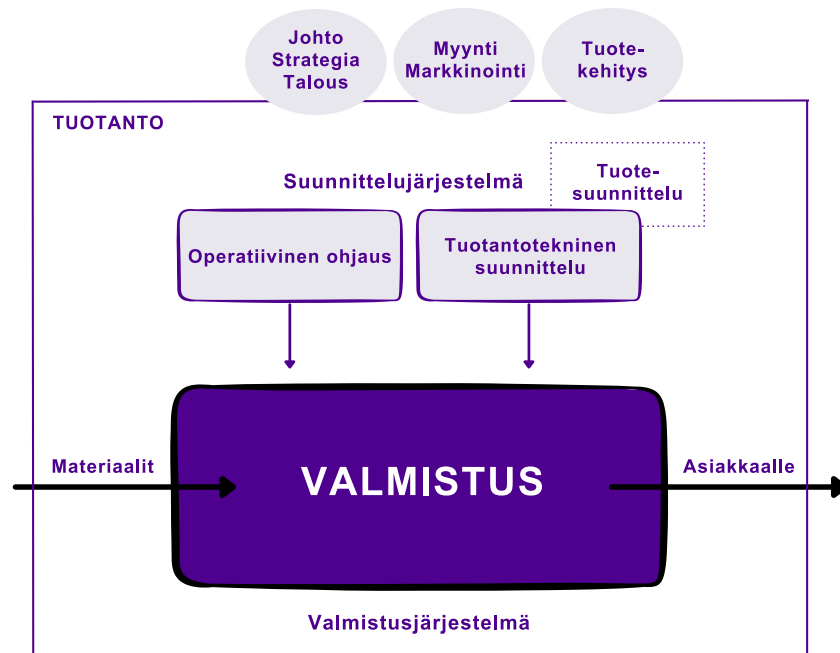 Johto
Strategia
Talous
Myynti
Markkinointi
Tuote-
kehitys
TUOTANTO
Suunnittelujärjestelmä
Tuote-
suunnittelu
Operatiivinen ohjaus
Tuotantotekninen
suunnittelu
Materiaalit
VALMISTUS
Asiakkaalle
Valmistusjärjestelmä